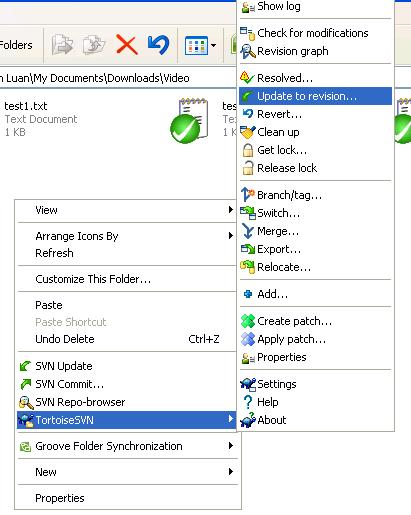 Show log
Check for modifications
Revision graph
Folders
n Luan\My Documents\Downloads\Video
Resolved...
test1.txt
Text Document
1 KB
tes
Te
1 K
Update to revision...
Revert...
Clean up
Get lock...
Release lock
Branch/tag...
Switch...
Merge...
Export...
Relocate...
Add...
Create patch...
Apply patch...
Properties
Settings
Help
About
View
Arrange Icons By
Refresh
Customize This Folder...
Paste
Paste Shortcut
Undo Delete Ctrl+Z
SVN Update
SVN Commit...
SVN Repo-browser
TortoiseSVN
Groove Folder Synchronization
New
Properties